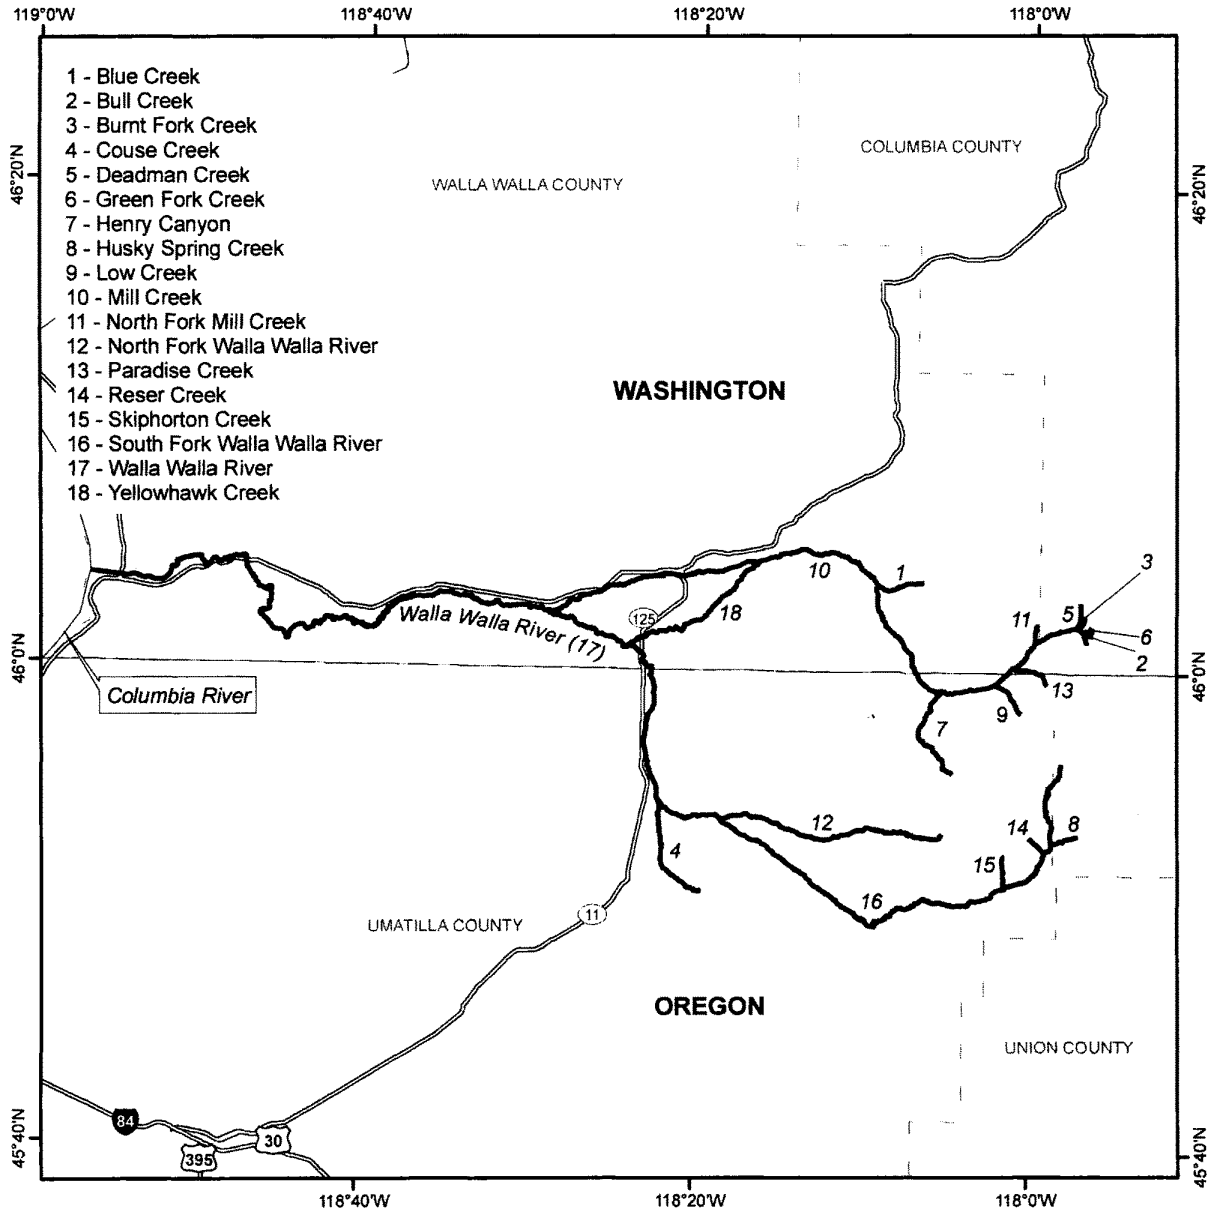 119°0'W 118°40'W 118°20'W 118°0'W
1 - Blue Creek
2 - Bull Creek
3 - Burnt Fork Creek
4 - Couse Creek
5 - Deadman Creek
6 - Green Fork Creek
7 - Henry Canyon
8 - Husky Spring Creek
9 - Low Creek
10 - Mill Creek
11 - North Fork Mill Creek
12 - North Fork Walla Walla River
13 - Paradise Creek
14 - Reser Creek
15 - Skiphorton Creek
16 - South Fork Walla Walla River
17 - Walla Walla River
18 - Yellowhawk Creek
COLUMBIA COUNTY
46°20'N
WALLA WALLA COUNTY
46°20'N
WASHINGTON
3
10
1
18
Walla Walla River (17)
125
11
5
6
2
46°0'N
46°0'N
Columbia River
13
9
7
12
14
8
4
15
16
11
UMATILLA COUNTY
OREGON
UNION COUNTY
84
30
395
45°40'N
45°40'N
118°40'W 118°20'W 118°0'W